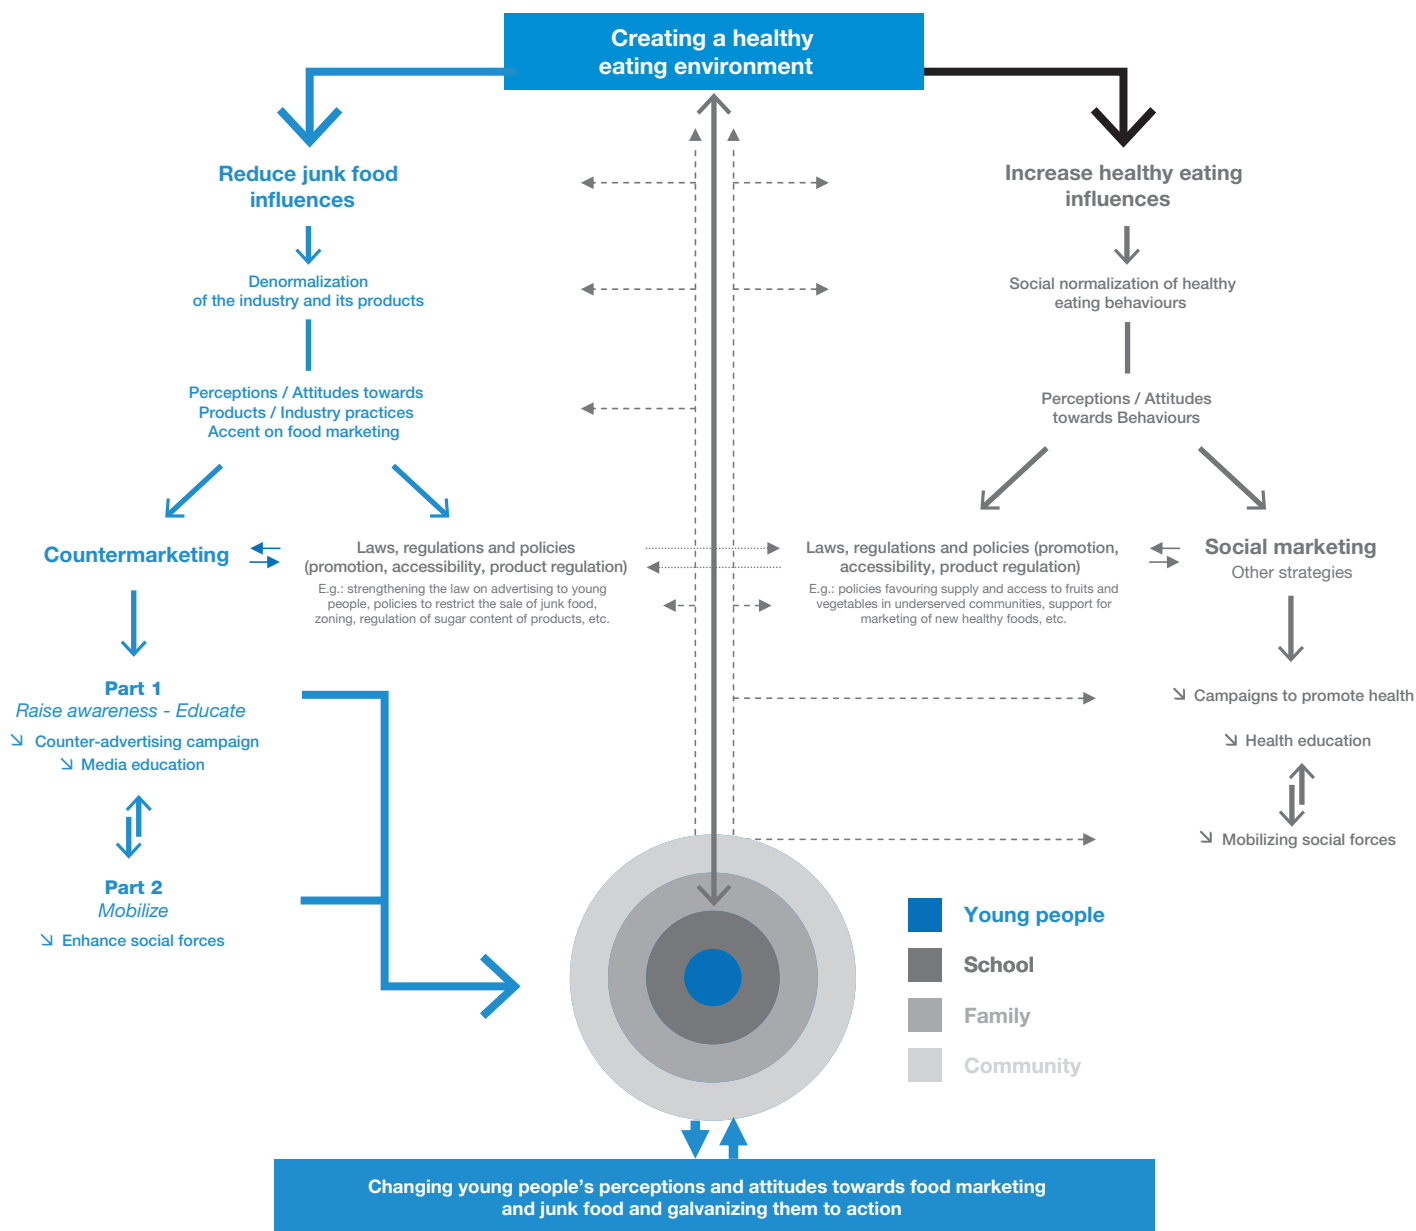 Creating a healthy
eating environment
Reduce junk food
influences
Denormalization
of the industry and its products
Perceptions / Attitudes towards
Products / Industry practices
Accent on food marketing
Countermarketing
Laws, regulations and policies
(promotion, accessibility, product regulation)
E.g.: strengthening the law on advertising to young
people, policies to restrict the sale of junk food,
zoning, regulation of sugar content of products, etc.
Part 1
Raise awareness - Educate
Counter-advertising campaign
Media education
Part 2
Mobilize
Enhance social forces
Increase healthy eating
influences
Social normalization of healthy
eating behaviours
Perceptions / Attitudes
towards Behaviours
Laws, regulations and policies (promotion,
accessibility, product regulation)
E.g.: policies favouring supply and access to fruits and
vegetables in underserved communities, support for
marketing of new healthy foods, etc.
Social marketing
Other strategies
Campaigns to promote health
Health education
Mobilizing social forces
Young people
School
Family
Community
Changing young people's perceptions and attitudes towards food marketing
and junk food and galvanizing them to action